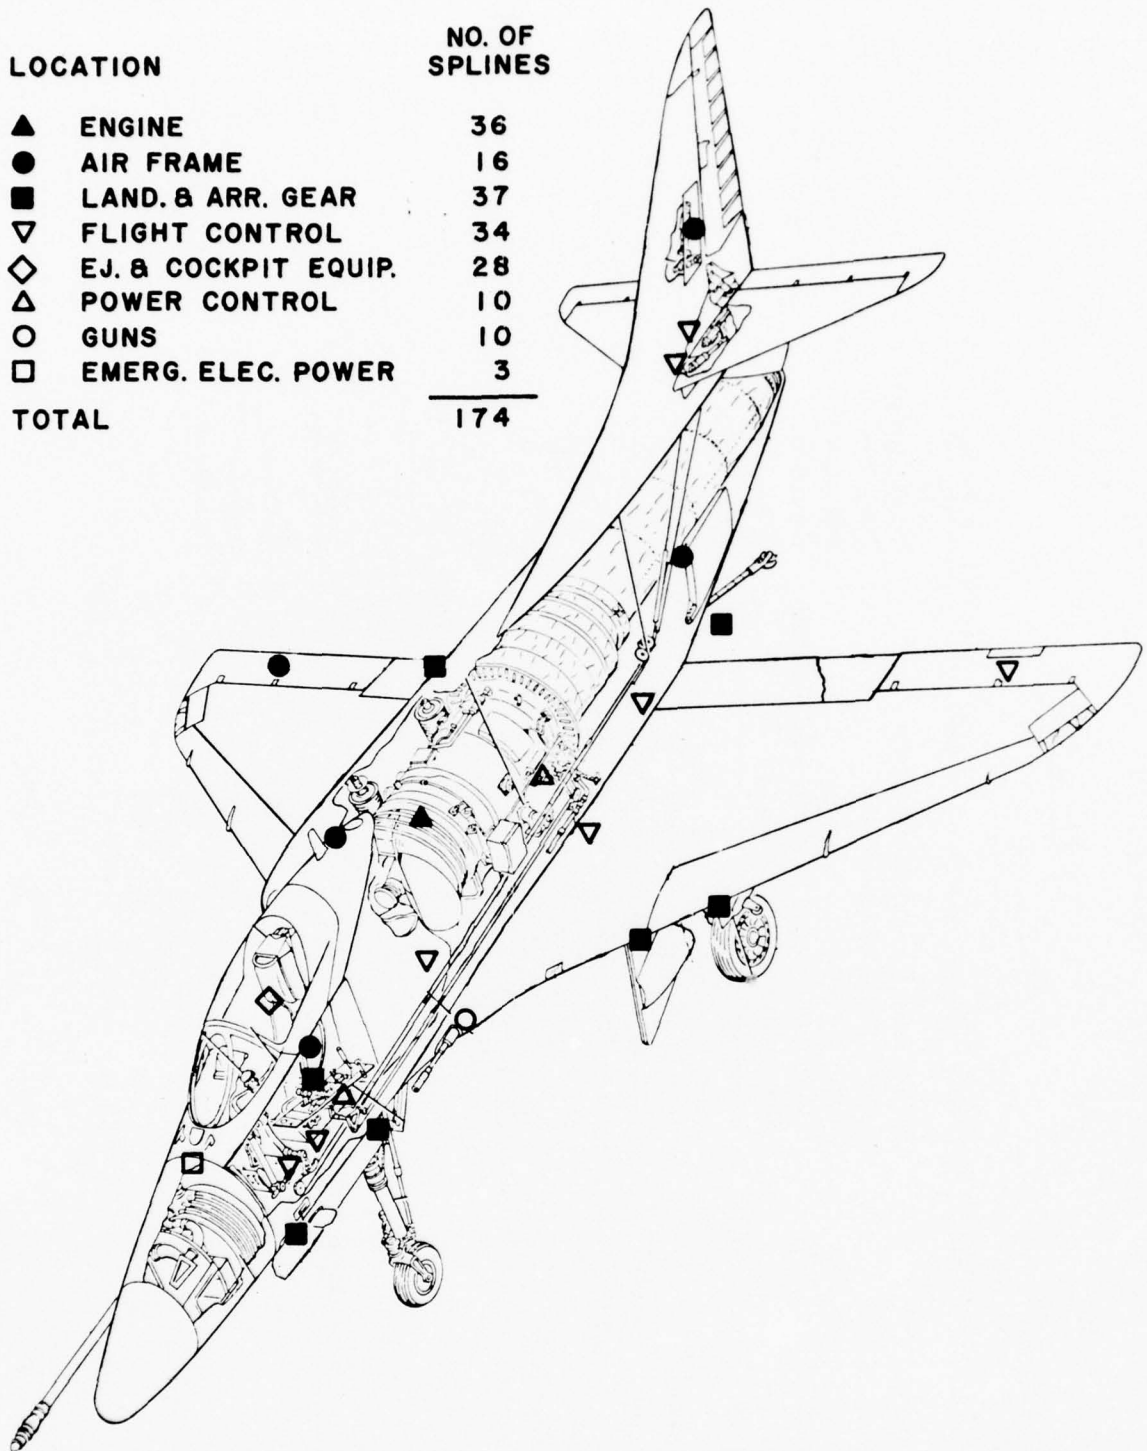 LOCATION NO. OF SPLINES
ENGINE 36
AIR FRAME 16
LAND. & ARR. GEAR 37
FLIGHT CONTROL 34
EJ. & COCKPIT EQUIP. 28
POWER CONTROL 10
GUNS 10
EMERG. ELEC. POWER 3
TOTAL 174